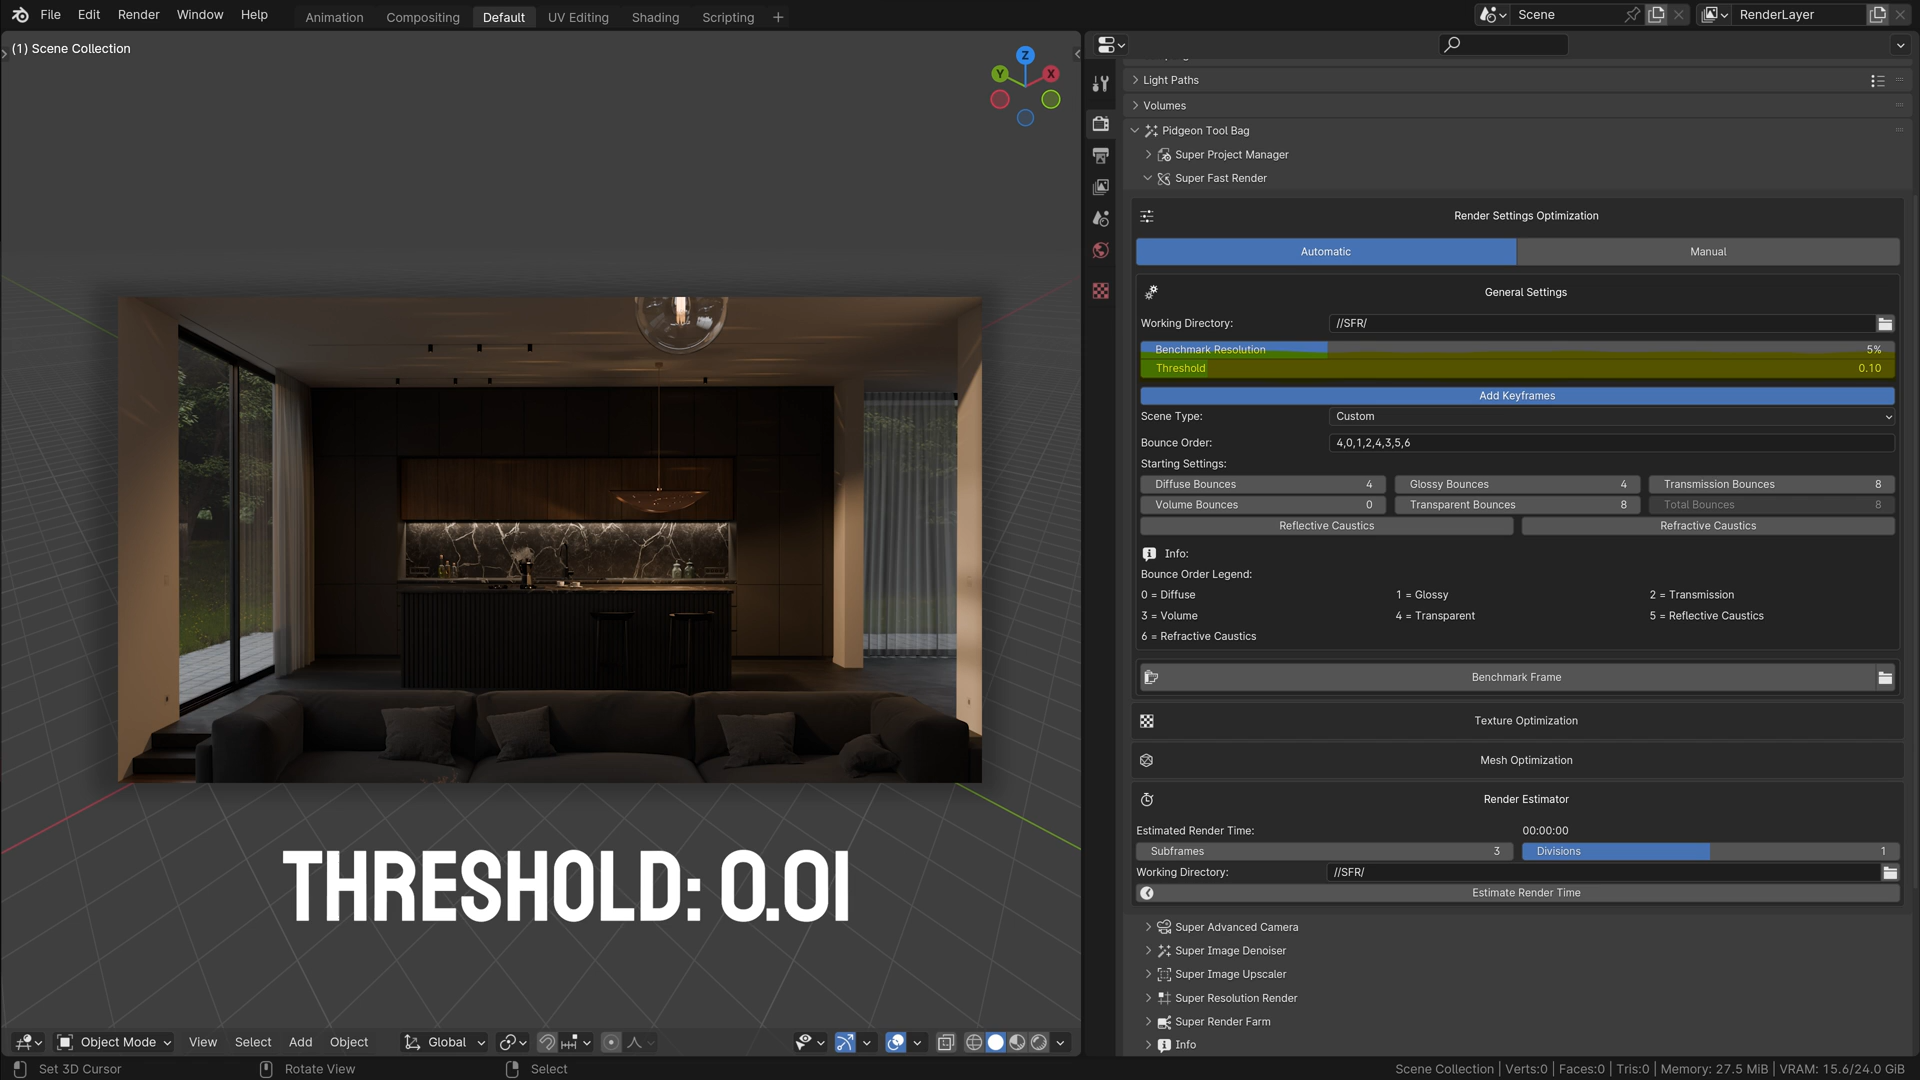 File Edit Render Window Help Animation Compositing Default UV Editing Shading Scripting + Scene RenderLayer
(1) Scene Collection
Z
Y X
Light Paths
Volumes
Pidgeon Tool Bag
Super Project Manager
Super Fast Render
Render Settings Optimization
Automatic Manual
General Settings
Working Directory: //SFR/
Benchmark Resolution 5%
Threshold 0.10
Add Keyframes
Scene Type: Custom
Bounce Order: 4,0,1,2,4,3,5,6
Starting Settings:
Diffuse Bounces 4 Glossy Bounces 4 Transmission Bounces 8
Volume Bounces 0 Transparent Bounces 8 Total Bounces 8
Reflective Caustics Refractive Caustics
Info:
Bounce Order Legend:
0 = Diffuse 1 = Glossy 2 = Transmission
3 = Volume 4 = Transparent 5 = Reflective Caustics
6 = Refractive Caustics
Benchmark Frame
Texture Optimization
Mesh Optimization
Render Estimator
Estimated Render Time: 00:00:00
Subframes 3 Divisions 1
Working Directory: //SFR/
Estimate Render Time
THRESHOLD: 0.01
Super Advanced Camera
Super Image Denoiser
Super Image Upscaler
Super Resolution Render
Super Render Farm
Info
Object Mode View Select Add Object Global
Set 3D Cursor Rotate View Select Scene Collection | Verts:0 | Faces:0 | Tris:0 | Memory: 27.5 MiB | VRAM: 15.6/24.0 GiB